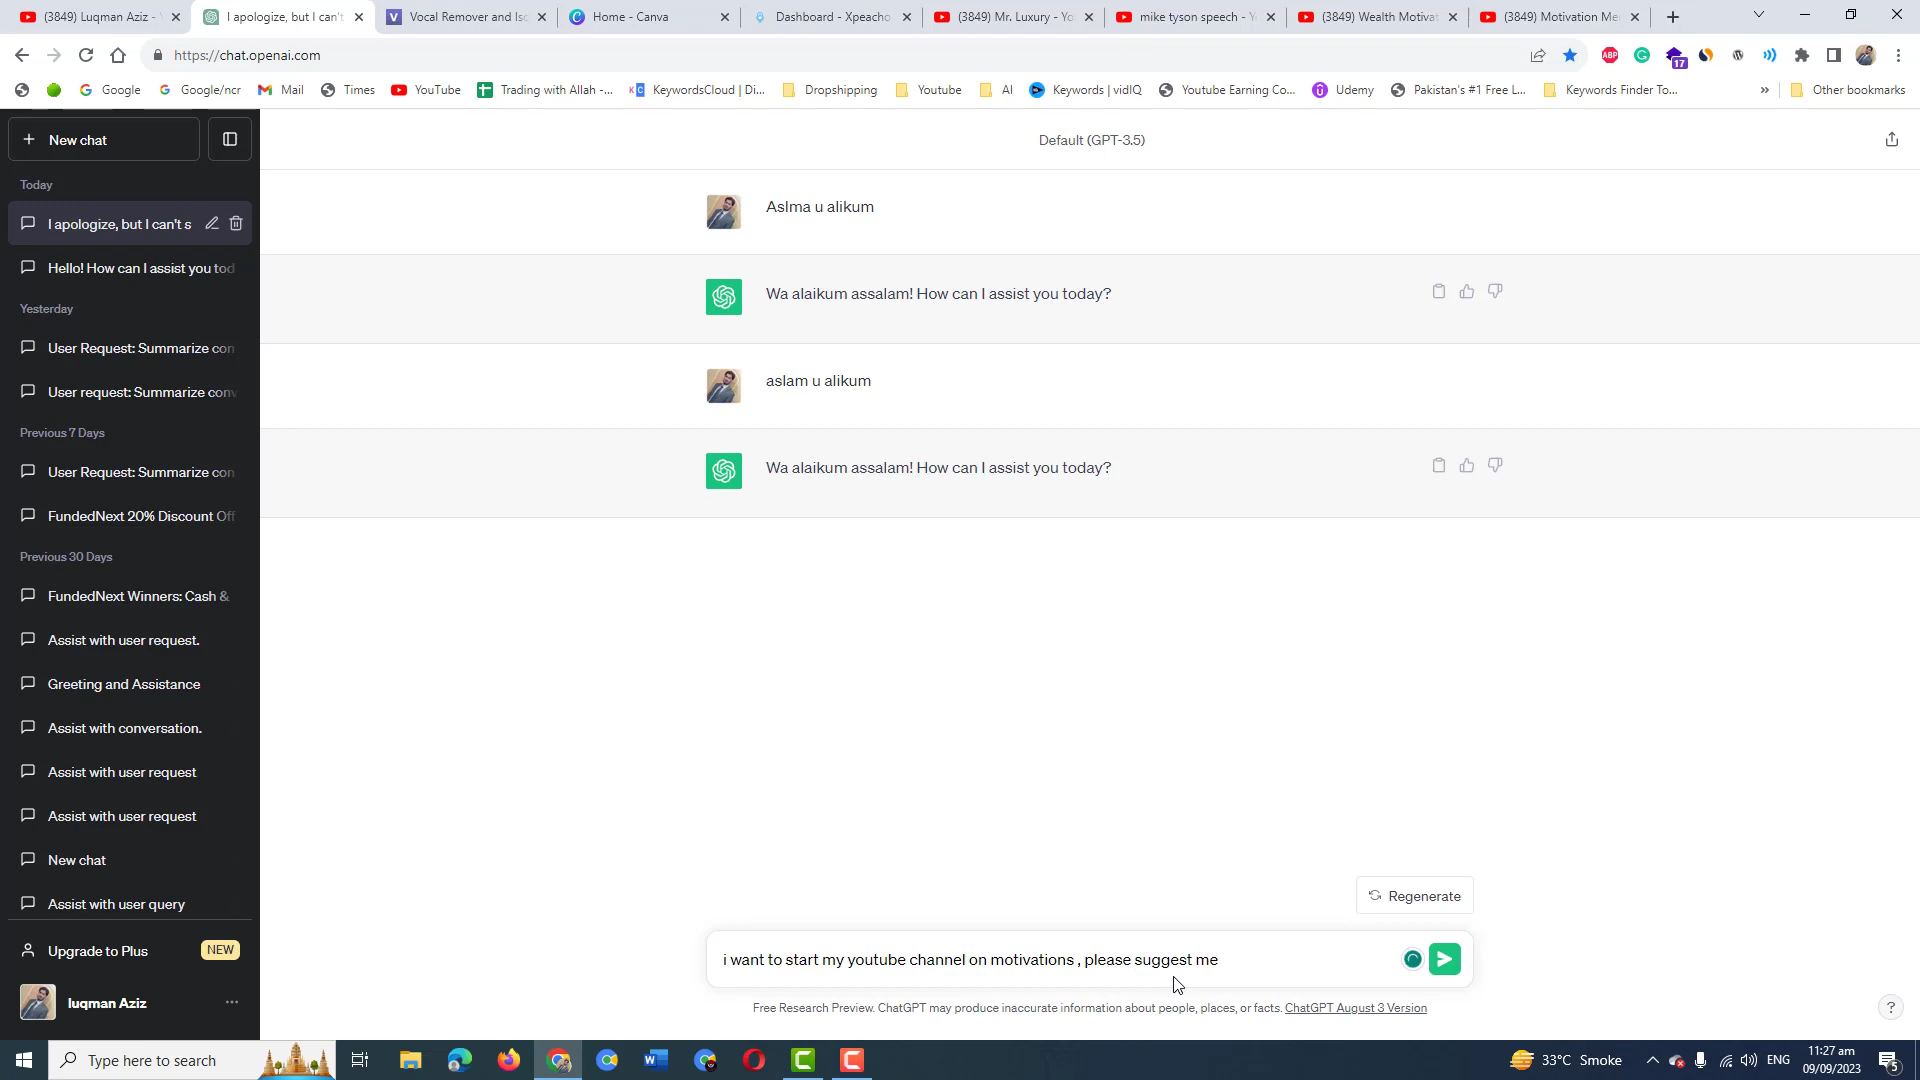 (3849) Luqman Aziz -
I apologize, but I can't
Vocal Remover and Iso
Home - Canva
Dashboard - Xpeacho
(3849) Mr. Luxury - Yo
mike tyson speech - Y
(3849) Wealth Motivat
(3849) Motivation Me
https://chat.openai.com
ABP
17
Google
Google/ncr
Mail
Times
YouTube
Trading with Allah -...
KeywordsCloud | Di...
Dropshipping
Youtube
AI
Keywords | vidIQ
Youtube Earning Co...
Udemy
Pakistan's #1 Free L...
Keywords Finder To...
Other bookmarks
New chat
Default (GPT-3.5)
Today
I apologize, but I can't s
Hello! How can I assist you tod
Yesterday
User Request: Summarize con
User request: Summarize conv
Previous 7 Days
User Request: Summarize con
FundedNext 20% Discount Off
Previous 30 Days
FundedNext Winners: Cash &
Assist with user request.
Greeting and Assistance
Assist with conversation.
Assist with user request
Assist with user request
New chat
Assist with user query
Upgrade to Plus
NEW
luqman Aziz
Aslma u alikum
Wa alaikum assalam! How can I assist you today?
aslam u alikum
Wa alaikum assalam! How can I assist you today?
Regenerate
i want to start my youtube channel on motivations , please suggest me
Free Research Preview. ChatGPT may produce inaccurate information about people, places, or facts. ChatGPT August 3 Version
?
Type here to search
33°C Smoke
ENG
11:27 am
09/09/2023
5